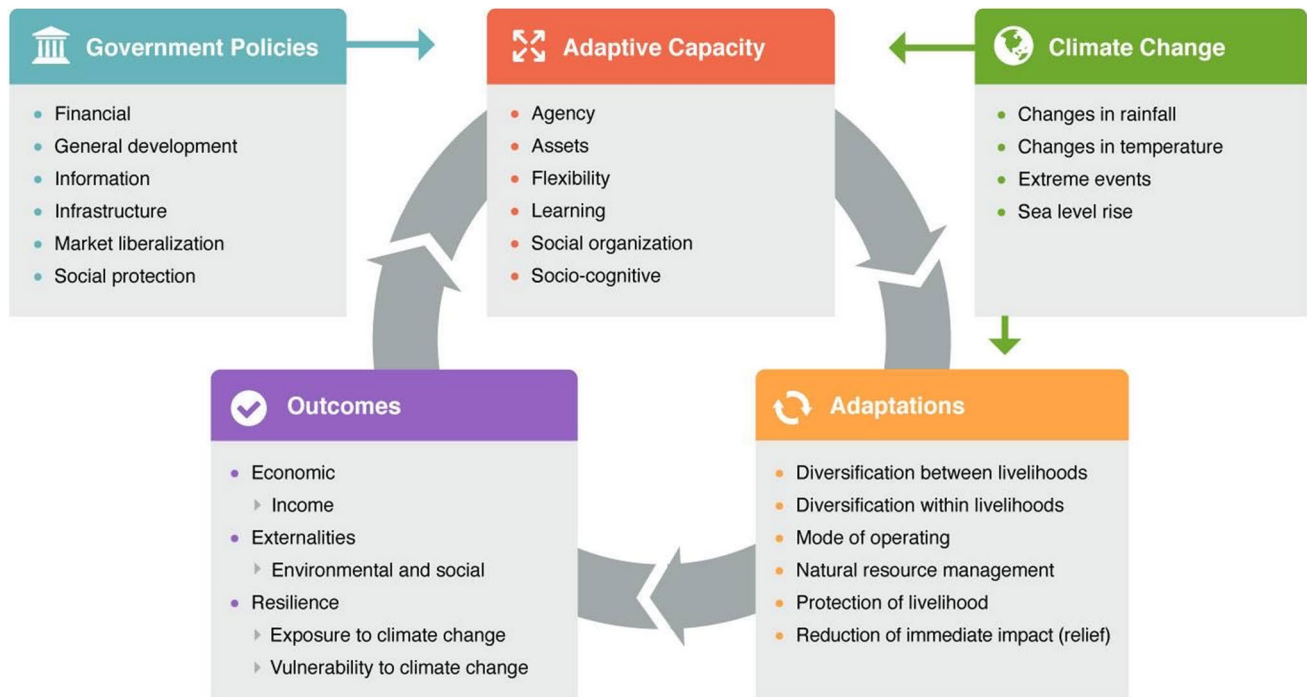 Government Policies
Financial
General development
Information
Infrastructure
Market liberalization
Social protection
Adaptive Capacity
Agency
Assets
Flexibility
Learning
Social organization
Socio-cognitive
Climate Change
Changes in rainfall
Changes in temperature
Extreme events
Sea level rise
Outcomes
Economic
Income
Externalities
Environmental and social
Resilience
Exposure to climate change
Vulnerability to climate change
Adaptations
Diversification between livelihoods
Diversification within livelihoods
Mode of operating
Natural resource management
Protection of livelihood
Reduction of immediate impact (relief)